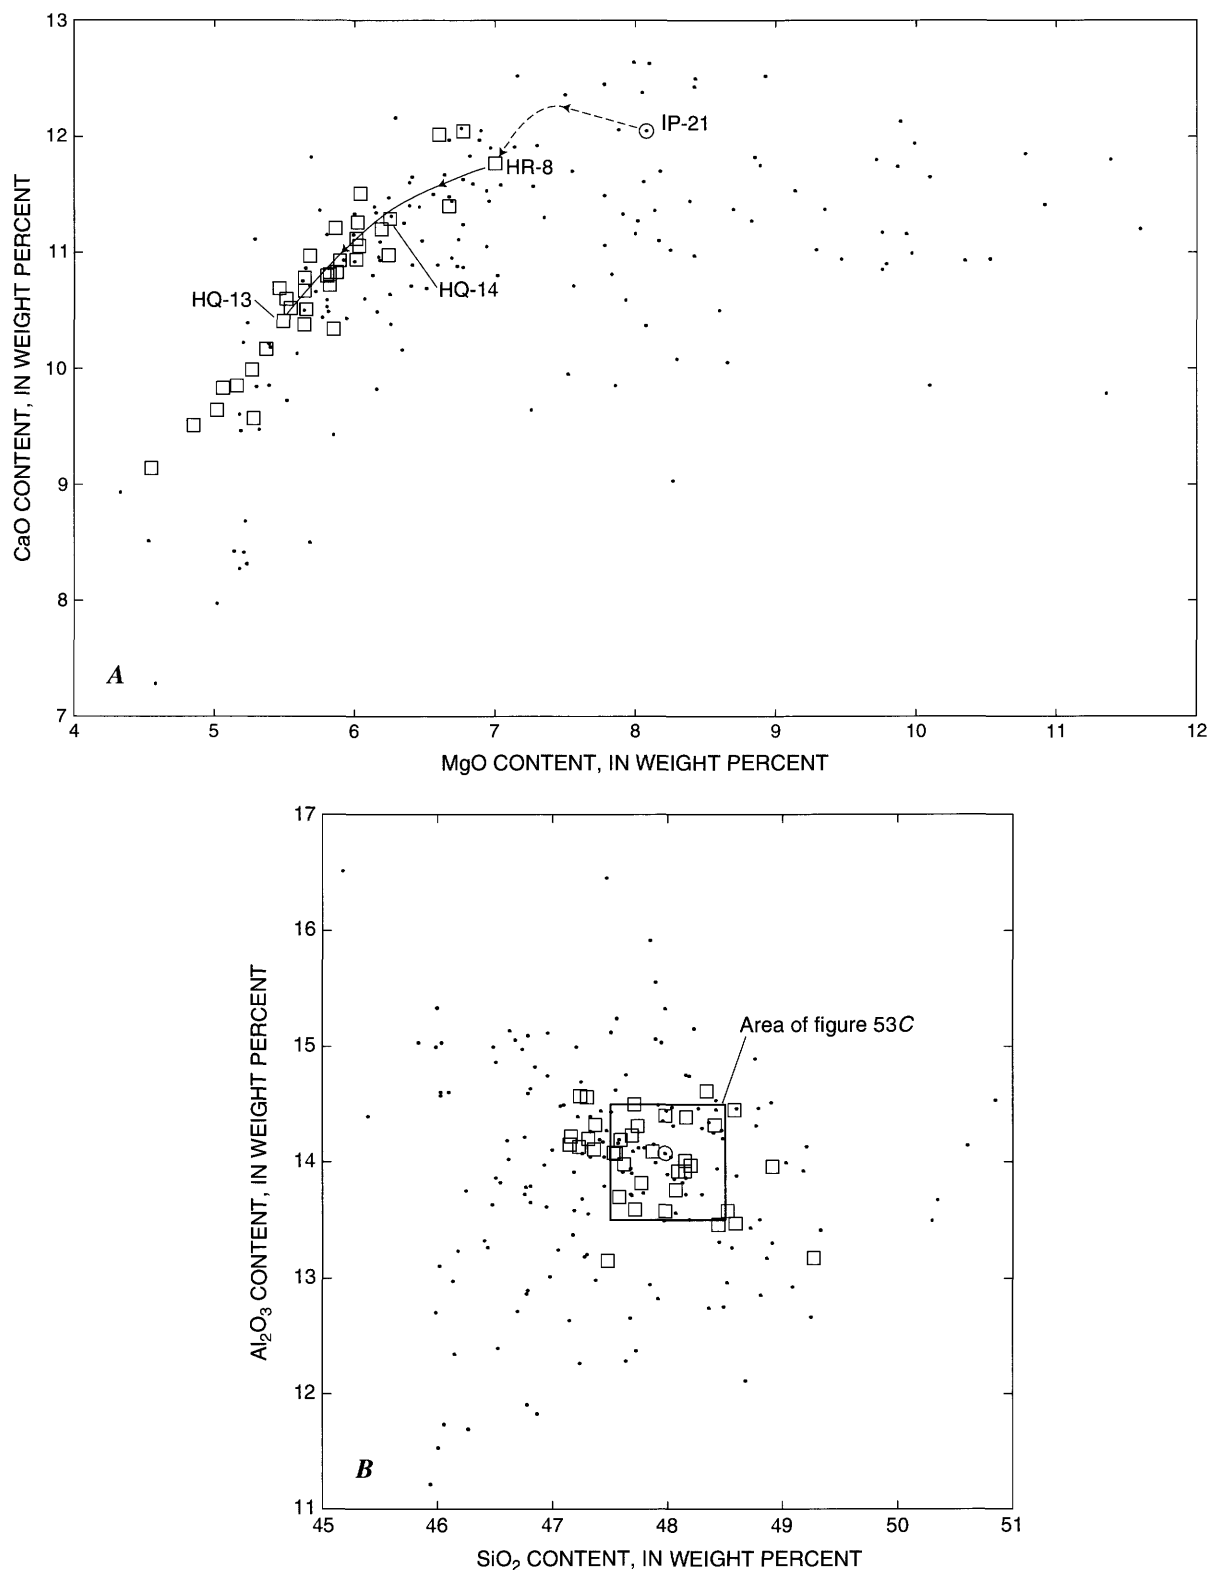 13
12
11
10
9
8
7
CaO CONTENT, IN WEIGHT PERCENT
IP-21
HR-8
HQ-14
HQ-13
A
4 5 6 7 8 9 10 11 12
MgO CONTENT, IN WEIGHT PERCENT
17
16
15
14
13
12
11
Al₂O₃ CONTENT, IN WEIGHT PERCENT
Area of figure 53C
B
45 46 47 48 49 50 51
SiO₂ CONTENT, IN WEIGHT PERCENT